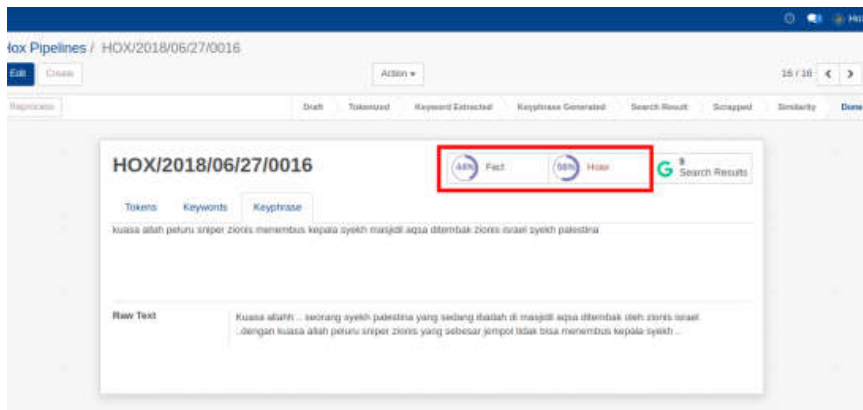 Hox Pipelines / HOX/2018/06/27/0016
Edit Create Action 16 / 16
Reprocess Draft Tokenized Keyword Extracted Keyphrase Generated Search Result Scrapped Similarity Done
HOX/2018/06/27/0016
44% Fact
56% Hoax
9
Search Results
Tokens Keywords Keyphrase
kuasa allah peluru sniper zionis menembus kepala syekh masjidil aqsa ditembak zionis israel syekh palestina
Raw Text
Kuasa allahh .. seorang syekh palestina yang sedang ibadah di masjidil aqsa ditembak oleh zionis israel
..dengan kuasa allah peluru sniper zionis yang sebesar jempol tidak bisa menembus kepala syekh ..